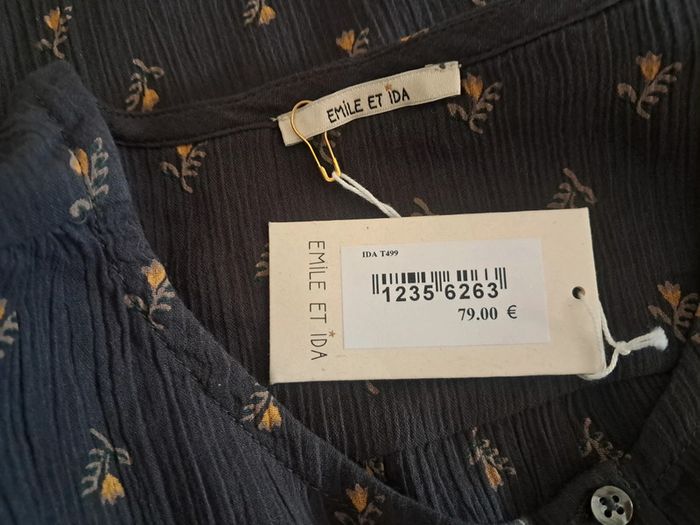 EMiLE ET iDA
EMiLE ET iDA
IDA T499
1235 6263
79.00 €